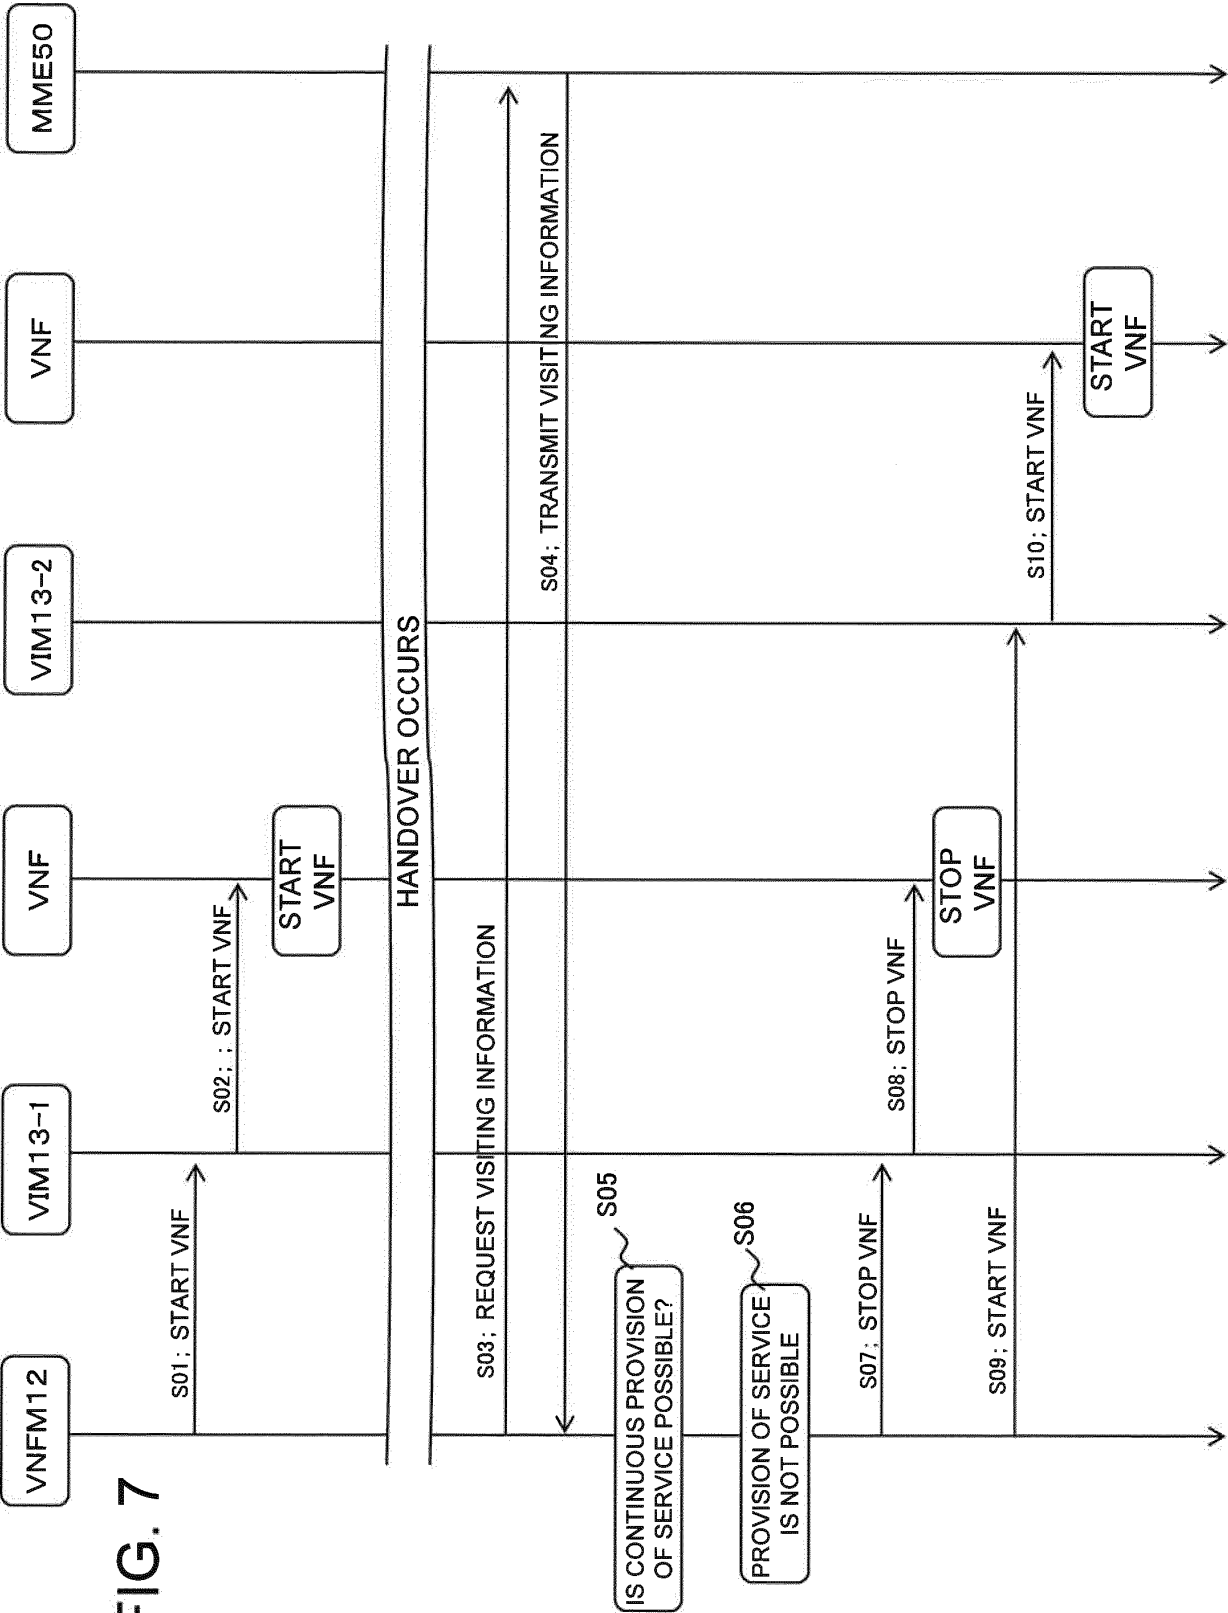 FIG. 7
VNFM12
VIM13-1
VNF
VIM13-2
VNF
MME50
S01; START VNF
S02; ; START VNF
START
VNF
HANDOVER OCCURS
S03; REQUEST VISITING INFORMATION
S04; TRANSMIT VISITING INFORMATION
S05
IS CONTINUOUS PROVISION
OF SERVICE POSSIBLE?
S06
PROVISION OF SERVICE
IS NOT POSSIBLE
S07; STOP VNF
S08; STOP VNF
STOP
VNF
S09; START VNF
S10; START VNF
START
VNF